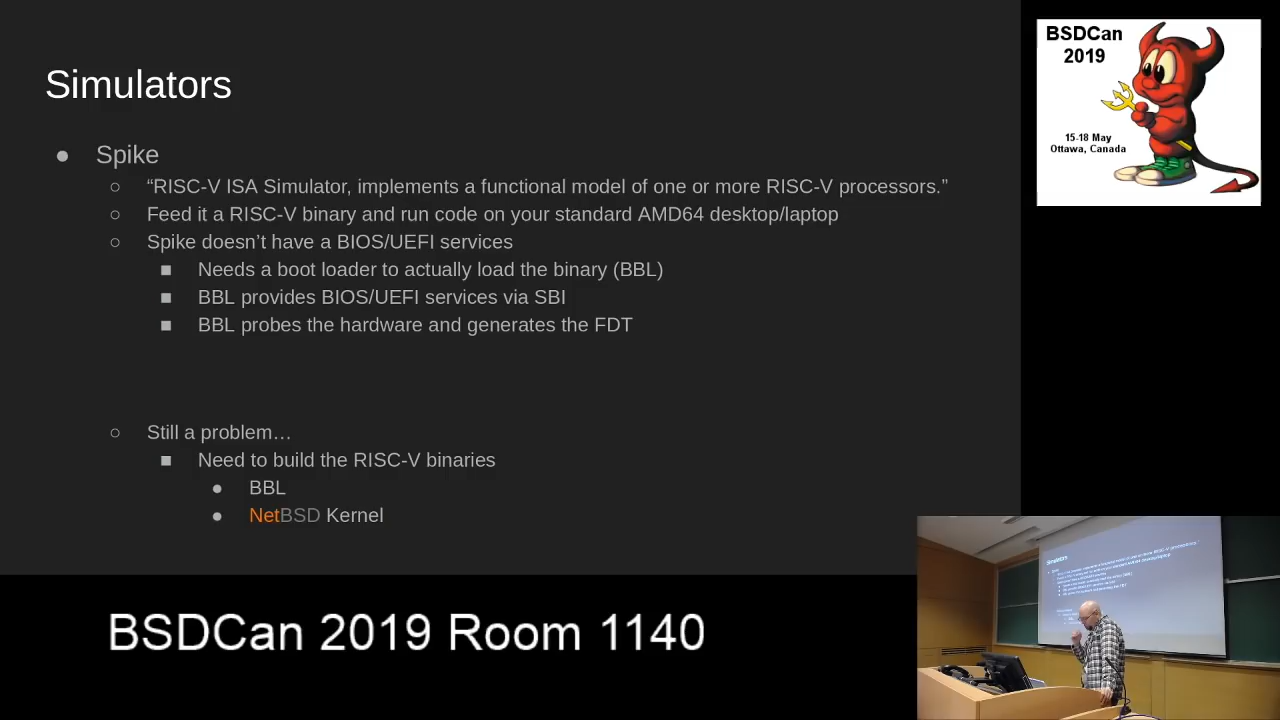 Simulators
● Spike
○ “RISC-V ISA Simulator, implements a functional model of one or more RISC-V processors.”
○ Feed it a RISC-V binary and run code on your standard AMD64 desktop/laptop
○ Spike doesn’t have a BIOS/UEFI services
■ Needs a boot loader to actually load the binary (BBL)
■ BBL provides BIOS/UEFI services via SBI
■ BBL probes the hardware and generates the FDT
○ Still a problem…
■ Need to build the RISC-V binaries
● BBL
● NetBSD Kernel
BSDCan
2019
15-18 May
Ottawa, Canada
BSDCan 2019 Room 1140
Simulators